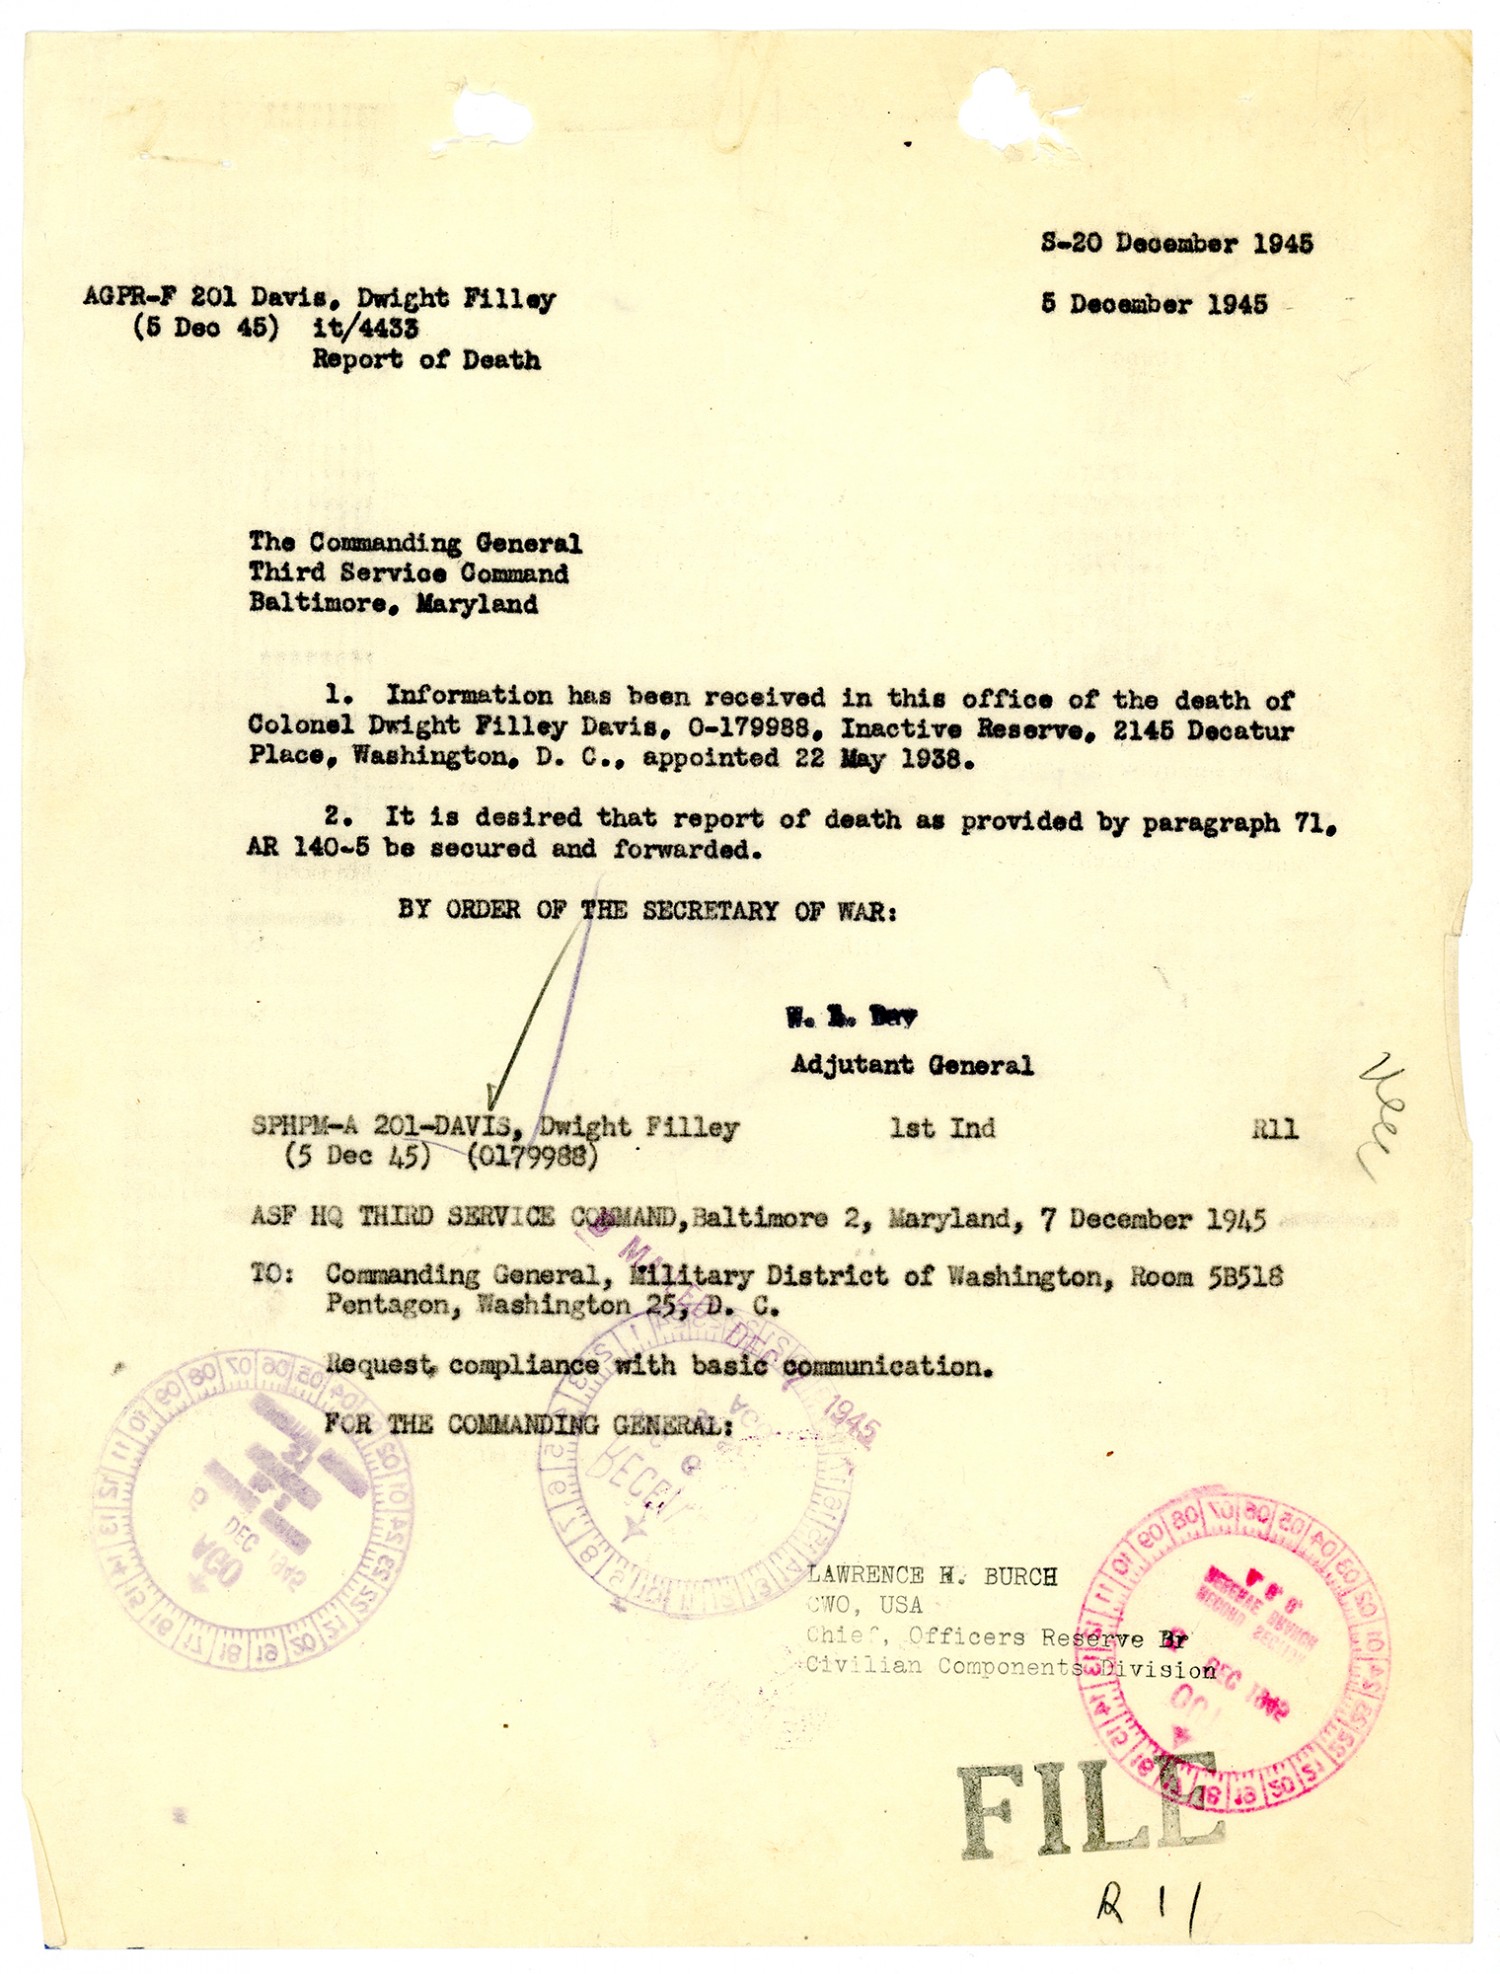 S-20 December 1945
AGPR-F 201 Davis, Dwight Filley
5 December 1945
(5 Dec 45) it/4433
Report of Death
The Commanding General
Third Service Command
Baltimore, Maryland
1. Information has been received in this office of the death of
Colonel Dwight Filley Davis, O-179988, Inactive Reserve, 2145 Decatur
Place, Washington, D. C., appointed 22 May 1938.
2. It is desired that report of death as provided by paragraph 71,
AR 140-5 be secured and forwarded.
BY ORDER OF THE SECRETARY OF WAR:
W. Day
Adjutant General
SPHPM-A 201-DAVIS, Dwight Filley 1st Ind R11
(5 Dec 45) (0179988)
ASF HQ THIRD SERVICE COMMAND, Baltimore 2, Maryland, 7 December 1945
TO: Commanding General, Military District of Washington, Room 5B518
Pentagon, Washington 25, D. C.
Request compliance with basic communication.
FOR THE COMMANDING GENERAL:
MAILED DEC 1945
LAWRENCE H. BURCH
CWO, USA
Chief, Officers Reserve Br
Civilian Components Division
DEC
AGO
FILE
R 11